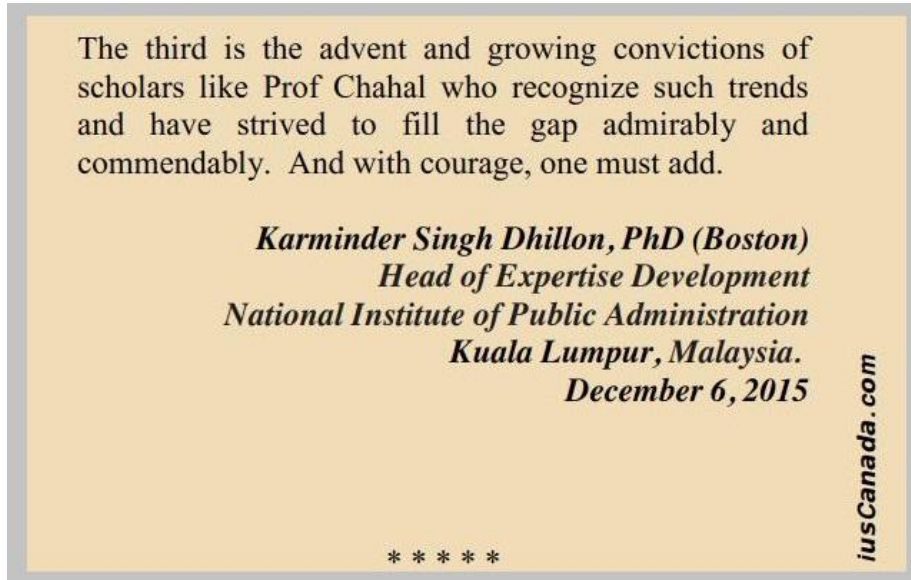 The third is the advent and growing convictions of
scholars like Prof Chahal who recognize such trends
and have strived to fill the gap admirably and
commendably.  And with courage, one must add.
Karminder Singh Dhillon, PhD (Boston)
Head of Expertise Development
National Institute of Public Administration
Kuala Lumpur, Malaysia.
December 6, 2015
iusCanada.com
* * * * *